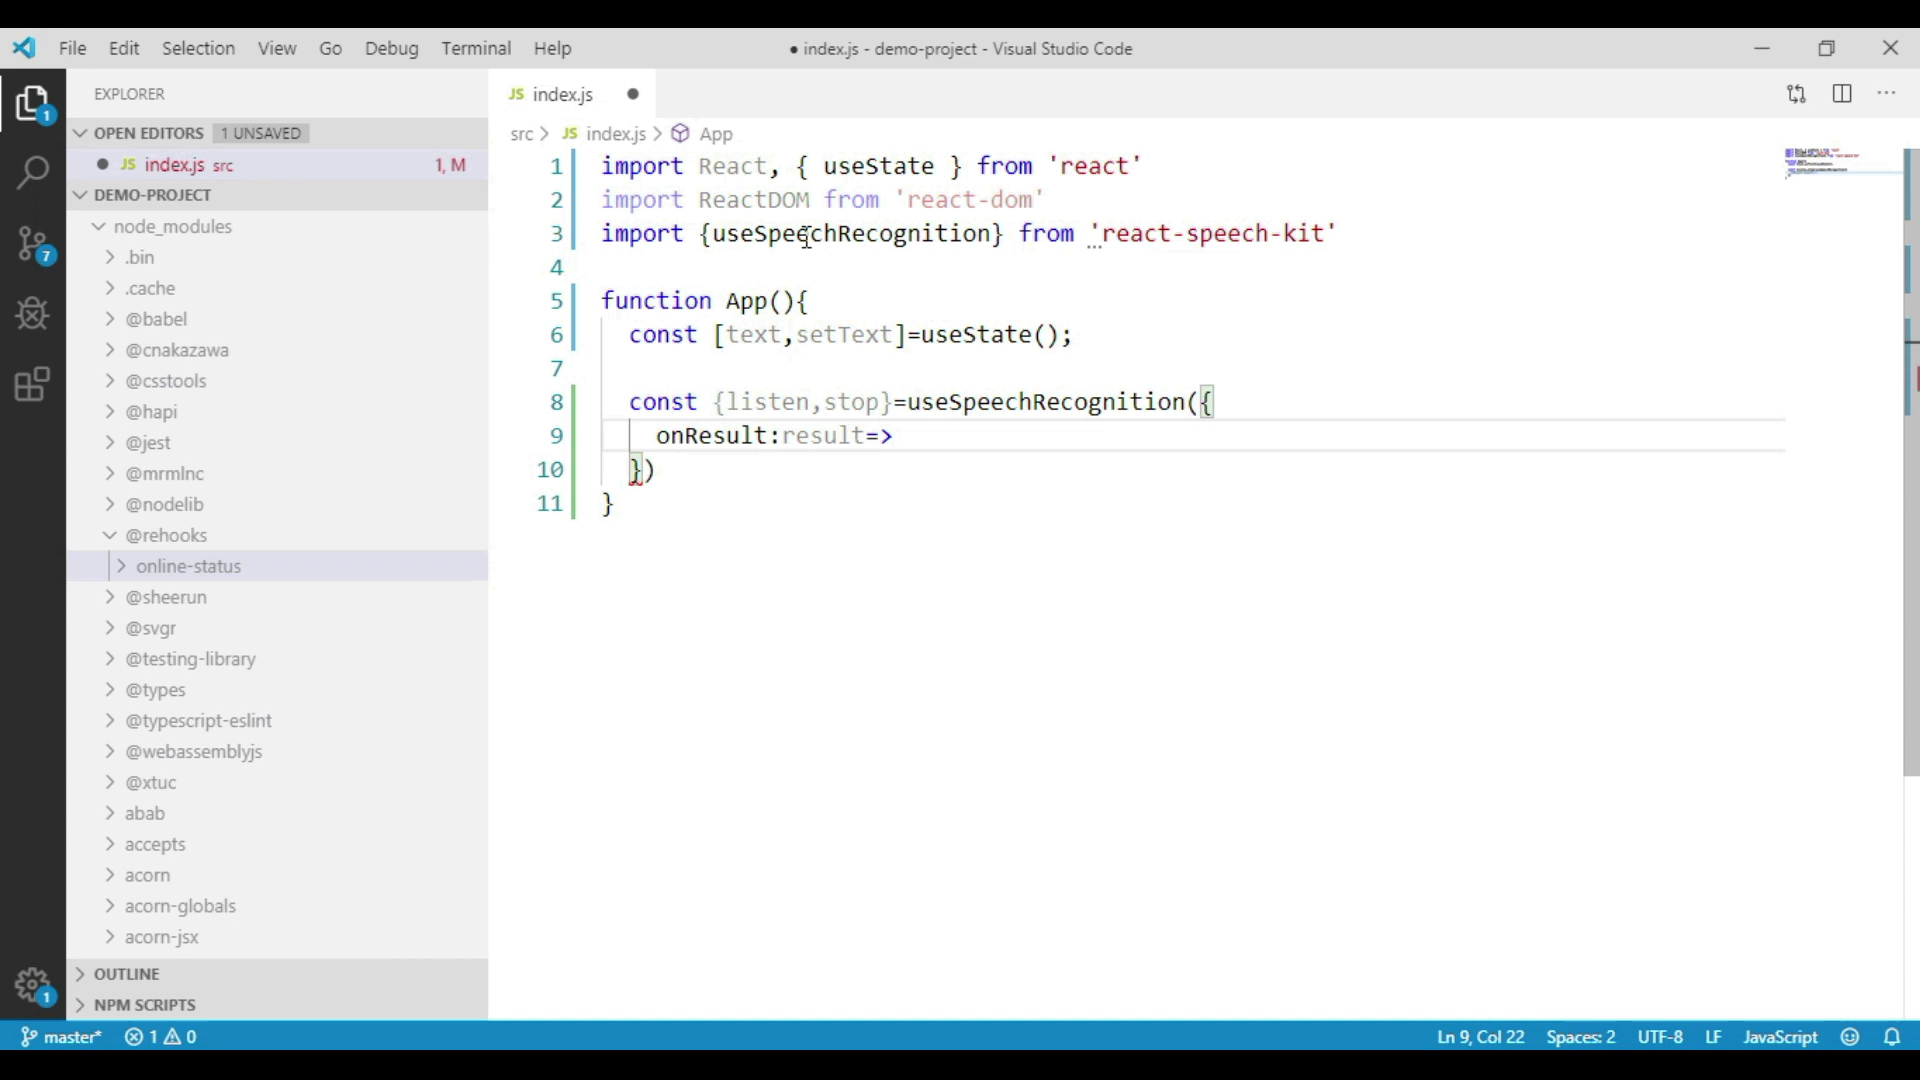 File Edit Selection View Go Debug Terminal Help
● index.js - demo-project - Visual Studio Code
EXPLORER
OPEN EDITORS 1 UNSAVED
JS index.js src 1, M
DEMO-PROJECT
node_modules
.bin
.cache
@babel
@cnakazawa
@csstools
@hapi
@jest
@mrmlnc
@nodelib
@rehooks
online-status
@sheerun
@svgr
@testing-library
@types
@typescript-eslint
@webassemblyjs
@xtuc
abab
accepts
acorn
acorn-globals
acorn-jsx
OUTLINE
NPM SCRIPTS
1
7
1
JS index.js
src > JS index.js > App
1 import React, { useState } from 'react'
2 import ReactDOM from 'react-dom'
3 import {useSpeechRecognition} from 'react-speech-kit'
4
5 function App(){
6 const [text,setText]=useState();
7
8 const {listen,stop}=useSpeechRecognition({
9 onResult:result=>
10 })
11 }
master* 1 0
Ln 9, Col 22 Spaces: 2 UTF-8 LF JavaScript